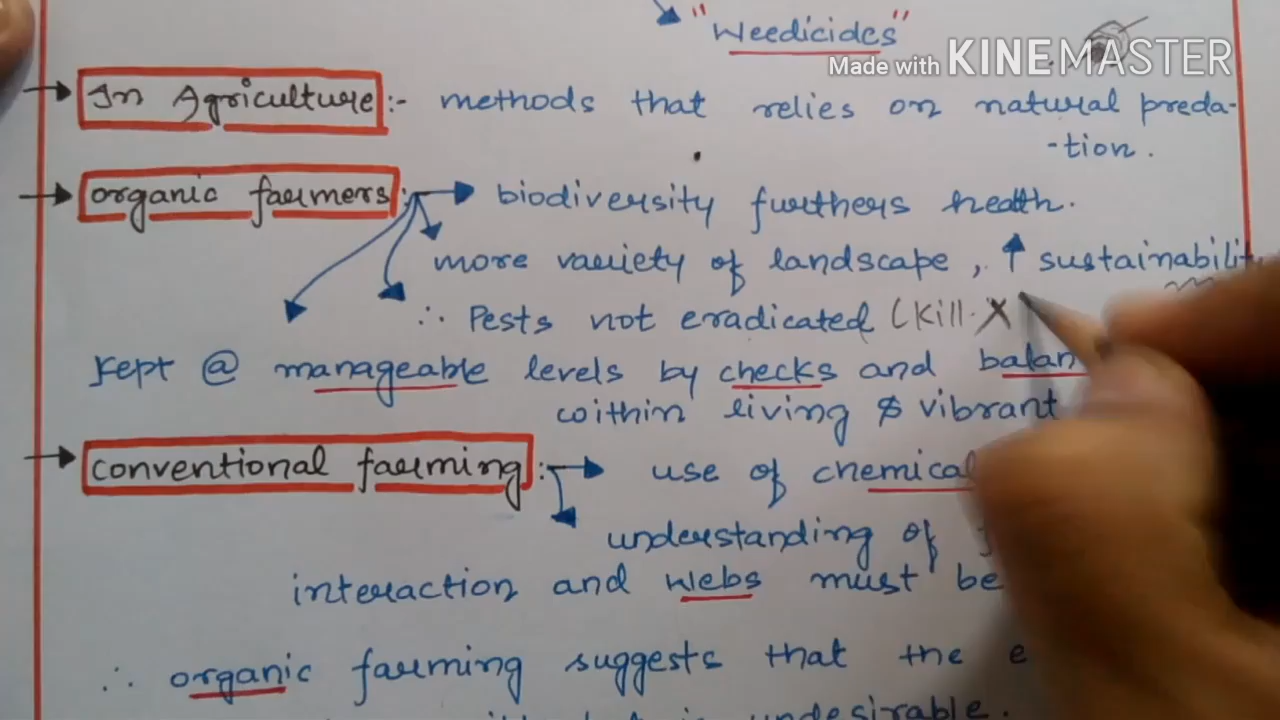 "Weedicides"
Made with KINEMASTER
→ In Agriculture :- methods that relies on natural preda-
-tion.
→ organic farmers :- → biodiversity furthers health.
more variety of landscape, ↑ sustainability
∴ Pests not eradicated (Kill X
Kept @ manageable levels by checks and balan
within living & vibrant
→ conventional farming :- → use of chemical
understanding of
interaction and webs must be
∴ organic farming suggests that the e
undesirable.